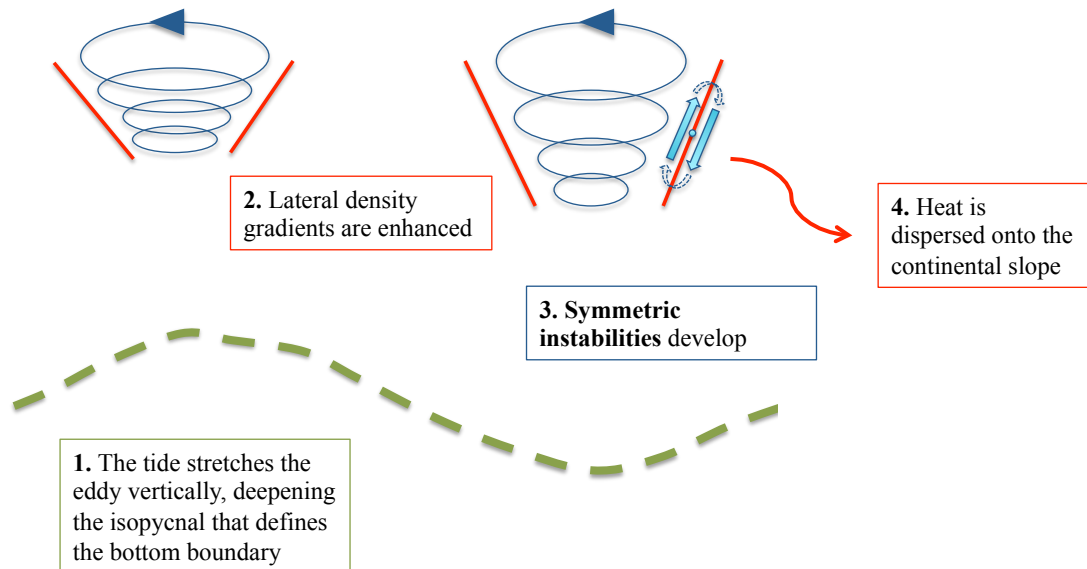 2. Lateral density
gradients are enhanced
4. Heat is
dispersed onto the
continental slope
3. Symmetric
instabilities develop
1. The tide stretches the
eddy vertically, deepening
the isopycnal that defines
the bottom boundary